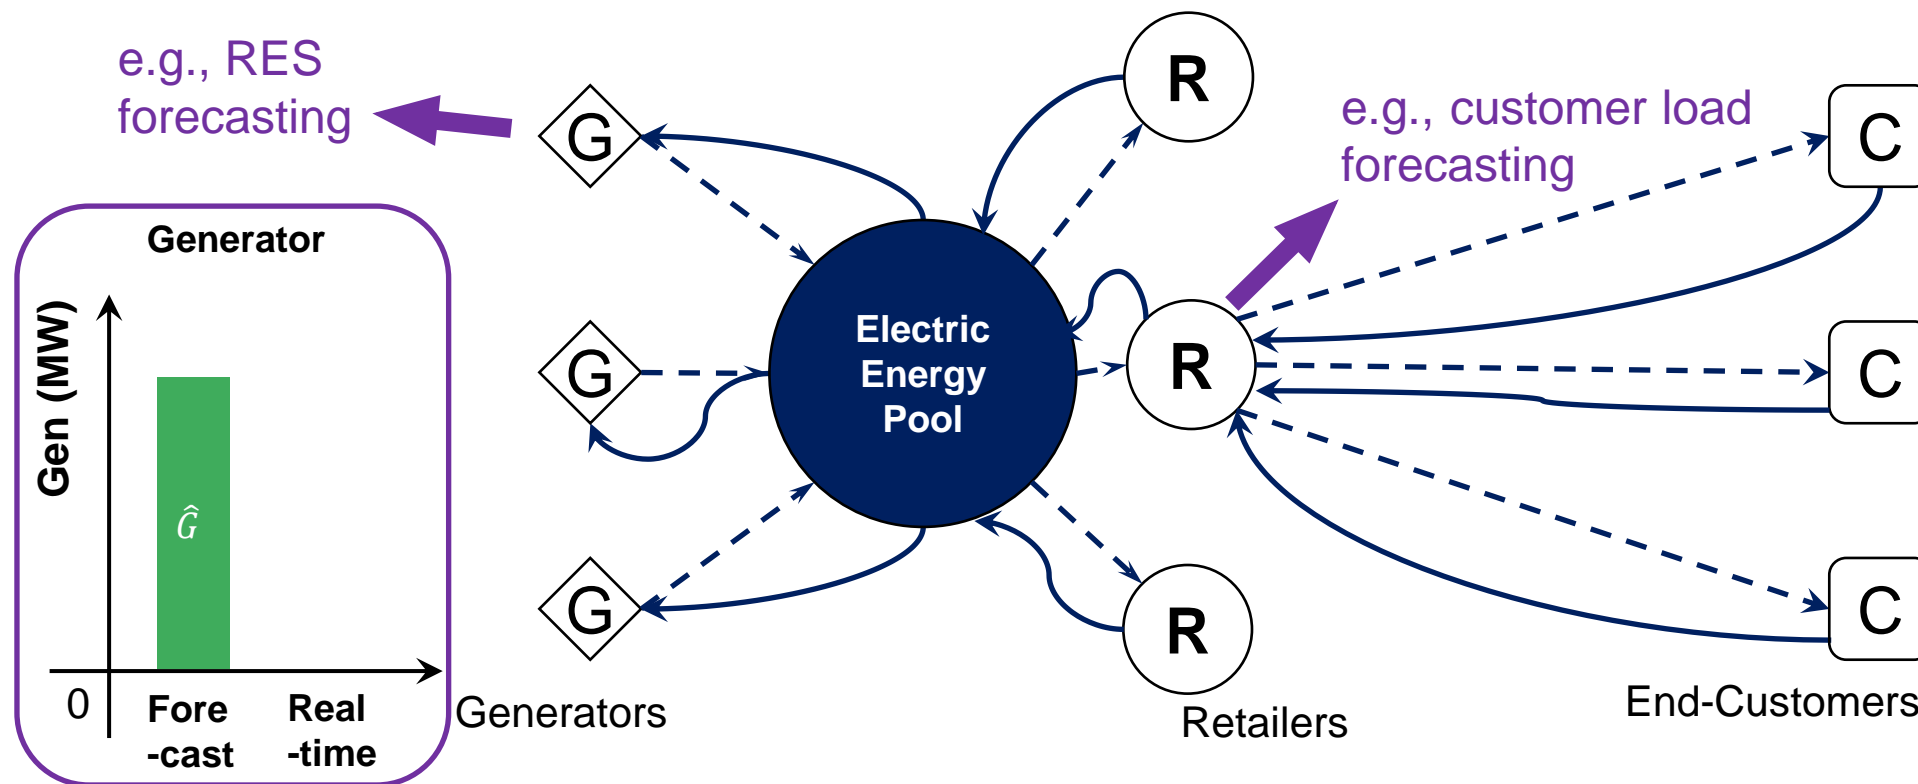 e.g., RES
forecasting
G
R
e.g., customer load
forecasting
C
Generator
Gen (MW)
Ĝ
0
Fore
-cast
Real
-time
G
Electric
Energy
Pool
R
C
G
R
C
Generators
Retailers
End-Customers